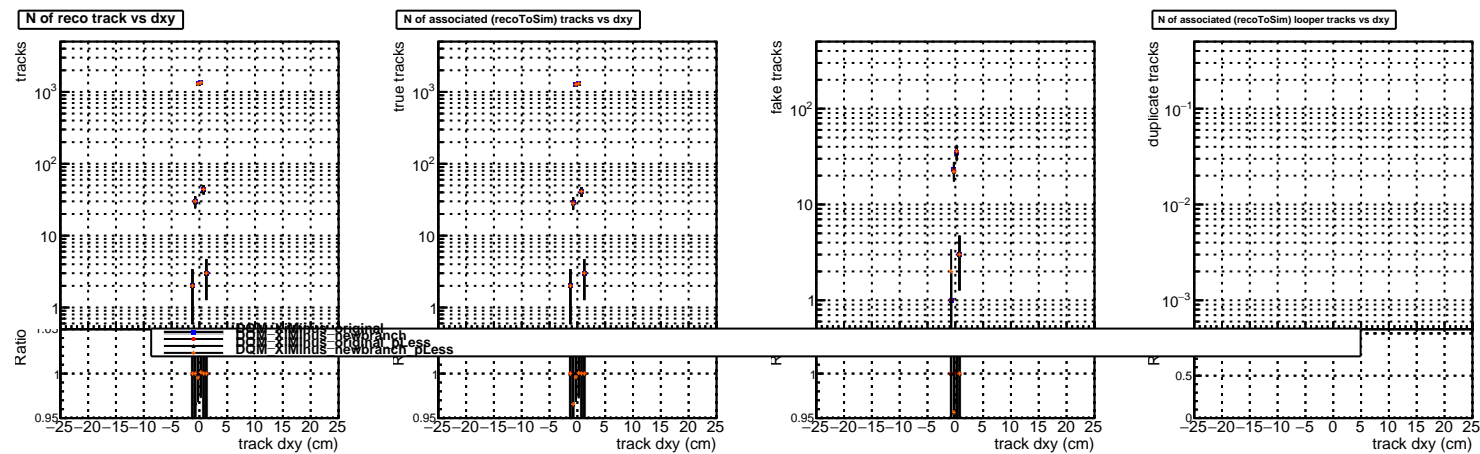 N of reco track vs dxy
N of associated (recoToSim) tracks vs dxy
N of associated (recoToSim) looper tracks vs dxy
tracks
10³
10²
10
1
true tracks
10³
10²
10
1
fake tracks
10²
10
1
duplicate tracks
10⁻¹
10⁻²
10⁻³
DQM_XiMinus_original
DQM_XiMinus_newbranch
DQM_XiMinus_original_pLess
DQM_XiMinus_newbranch_pLess
Ratio
1.05
1
0.95
1
0.95
1
0.95
0.5
0
−25 −20 −15 −10 −5 0 5 10 15 20 25
track dxy (cm)
−25 −20 −15 −10 −5 0 5 10 15 20 25
track dxy (cm)
−25 −20 −15 −10 −5 0 5 10 15 20 25
track dxy (cm)
−25 −20 −15 −10 −5 0 5 10 15 20 25
track dxy (cm)